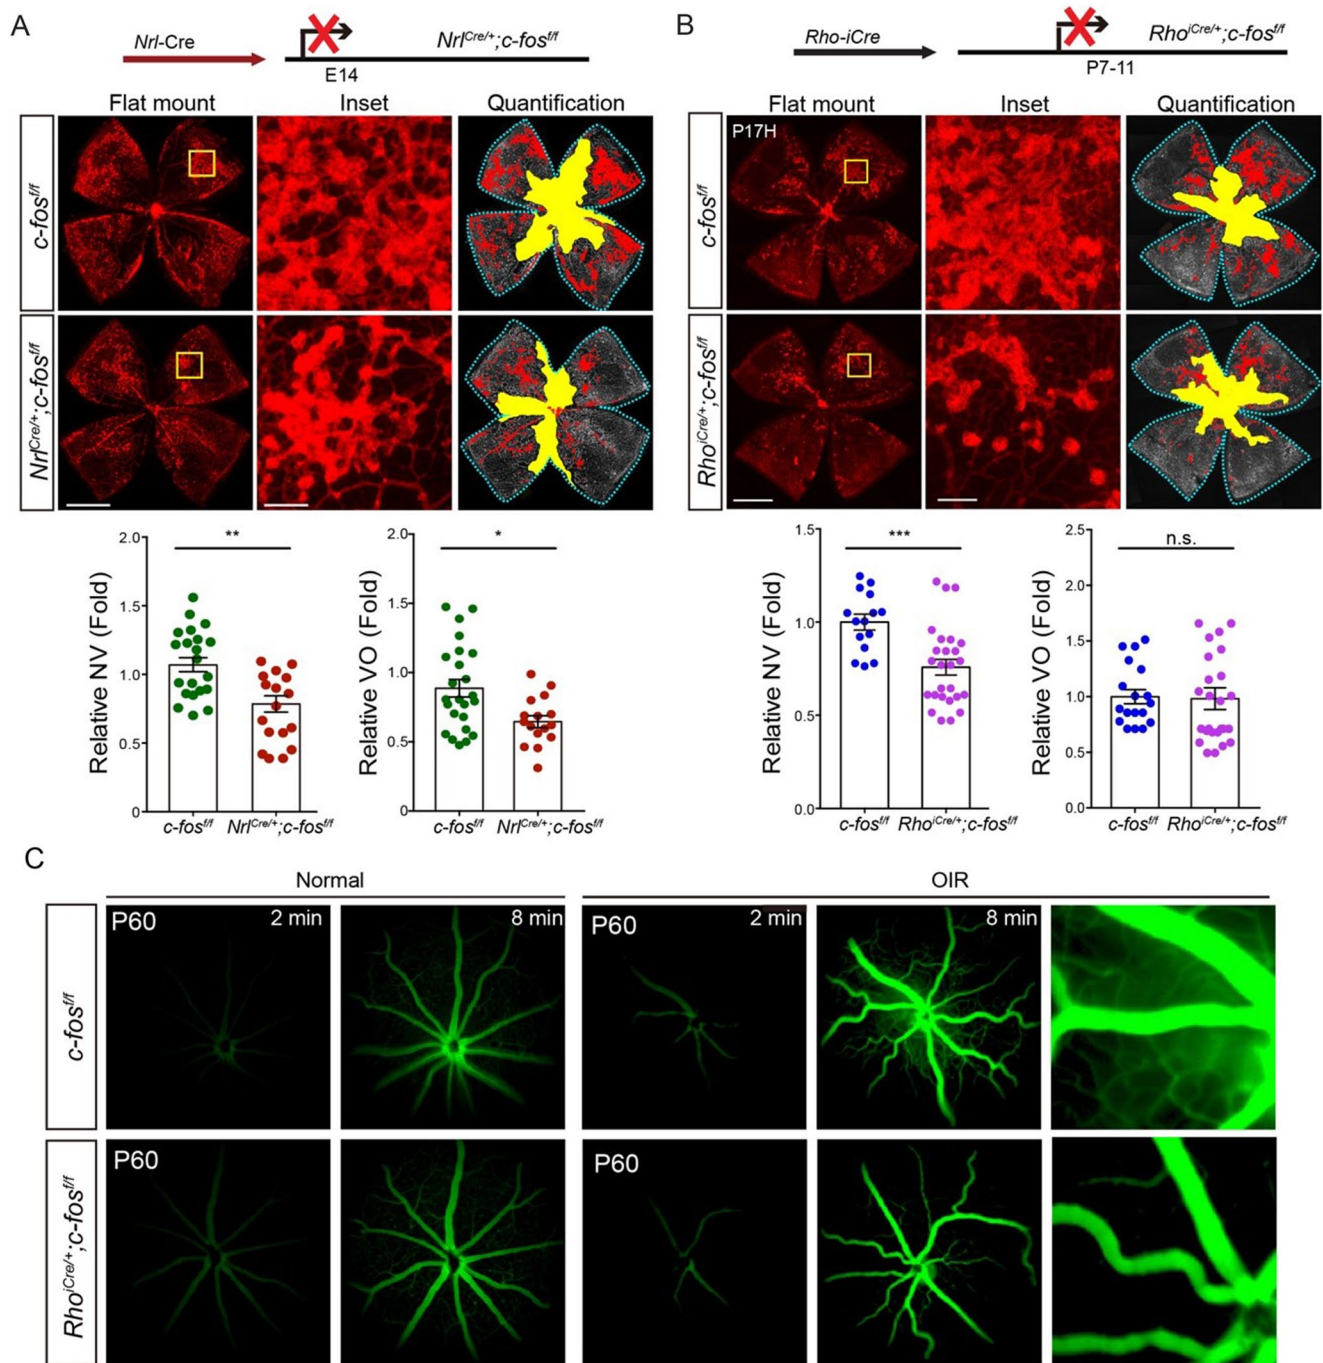 A
Nrl-Cre
Nrl^Cre/+;c-fos^f/f
E14
Flat mount
Inset
Quantification
c-fos^f/f
Nrl^Cre/+;c-fos^f/f
Relative NV (Fold)
2.0
1.5
1.0
0.5
0
**
c-fos^f/f
Nrl^Cre/+;c-fos^f/f
Relative VO (Fold)
2.0
1.5
1.0
0.5
0
*
c-fos^f/f
Nrl^Cre/+;c-fos^f/f
B
Rho-iCre
Rho^iCre/+;c-fos^f/f
P7-11
Flat mount
Inset
Quantification
c-fos^f/f
P17H
Rho^iCre/+;c-fos^f/f
Relative NV (Fold)
1.5
1.0
0.5
0.0
***
c-fos^f/f
Rho^iCre/+;c-fos^f/f
Relative VO (Fold)
2.5
2.0
1.5
1.0
0.5
0.0
n.s.
c-fos^f/f
Rho^iCre/+;c-fos^f/f
C
Normal
OIR
c-fos^f/f
P60
2 min
8 min
P60
2 min
8 min
Rho^iCre/+;c-fos^f/f
P60
P60